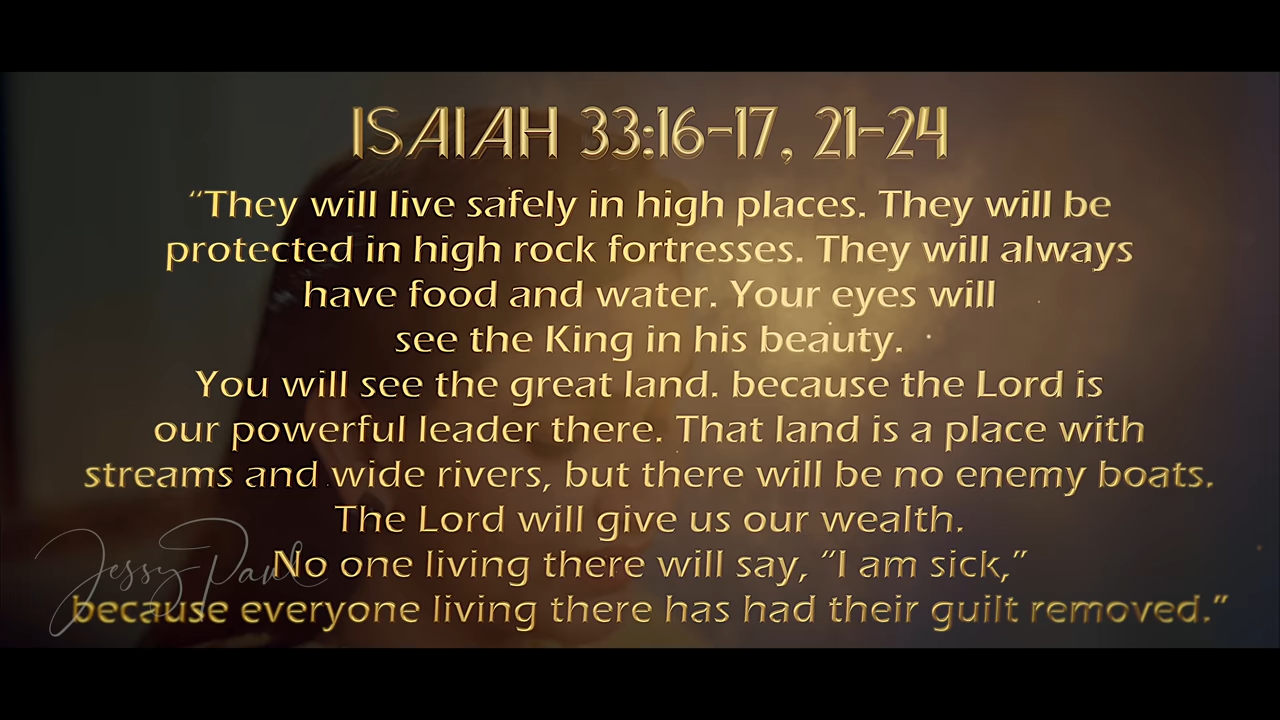 ISAIAH 33:16-17, 21-24
“They will live safely in high places. They will be
protected in high rock fortresses. They will always
have food and water. Your eyes will
see the King in his beauty.
You will see the great land. because the Lord is
our powerful leader there. That land is a place with
streams and wide rivers, but there will be no enemy boats.
The Lord will give us our wealth.
No one living there will say, “I am sick,”
because everyone living there has had their guilt removed.”
Jessy Paul